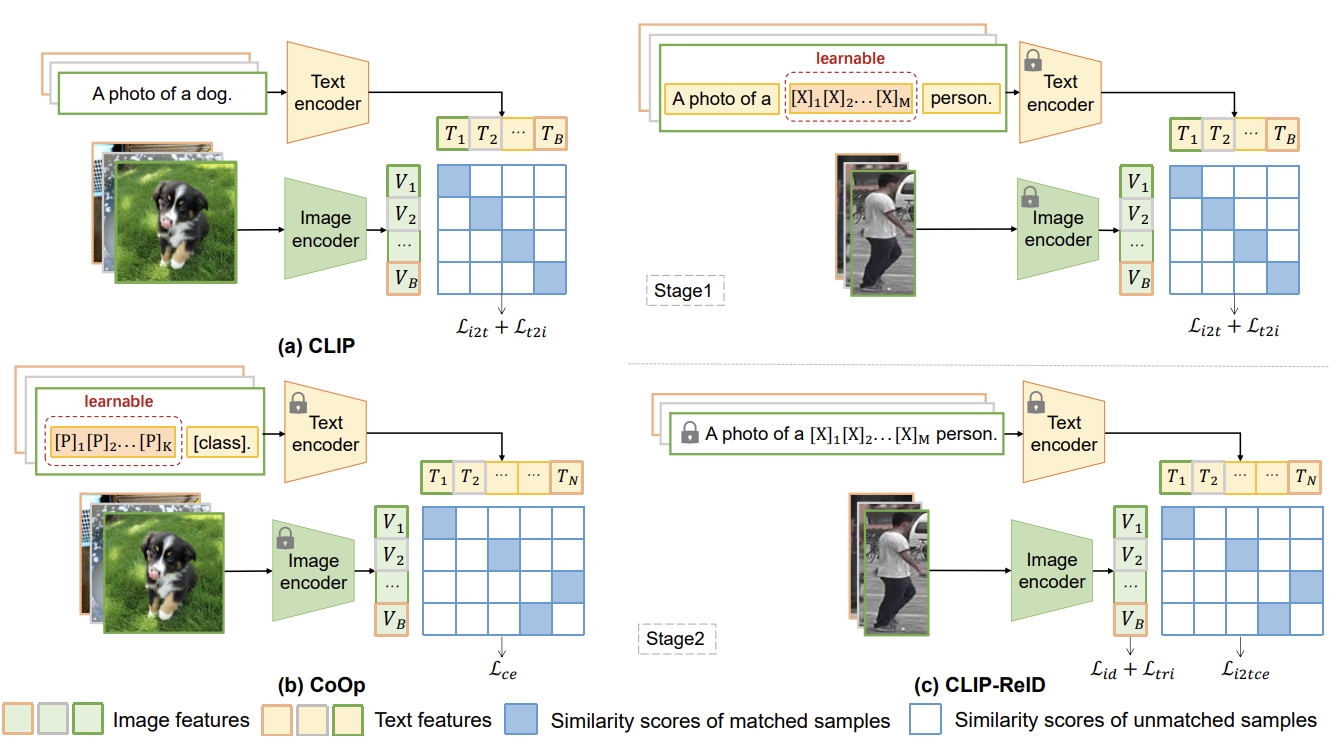 A photo of a dog.
Text
encoder
T1 T2 ... TB
V1
V2
...
VB
Image
encoder
ℒi2t + ℒt2i
(a) CLIP
learnable
A photo of a [X]1[X]2... [X]M person.
Text
encoder
T1 T2 ... TB
V1
V2
...
VB
Image
encoder
Stage1
ℒi2t + ℒt2i
learnable
[P]1[P]2... [P]K [class].
Text
encoder
T1 T2 ... ... TN
V1
V2
...
VB
Image
encoder
ℒce
(b) CoOp
A photo of a [X]1[X]2... [X]M person.
Text
encoder
T1 T2 ... ... TN
V1
V2
...
VB
Image
encoder
Stage2
ℒid + ℒtri ℒi2tce
(c) CLIP-ReID
Image features Text features Similarity scores of matched samples Similarity scores of unmatched samples